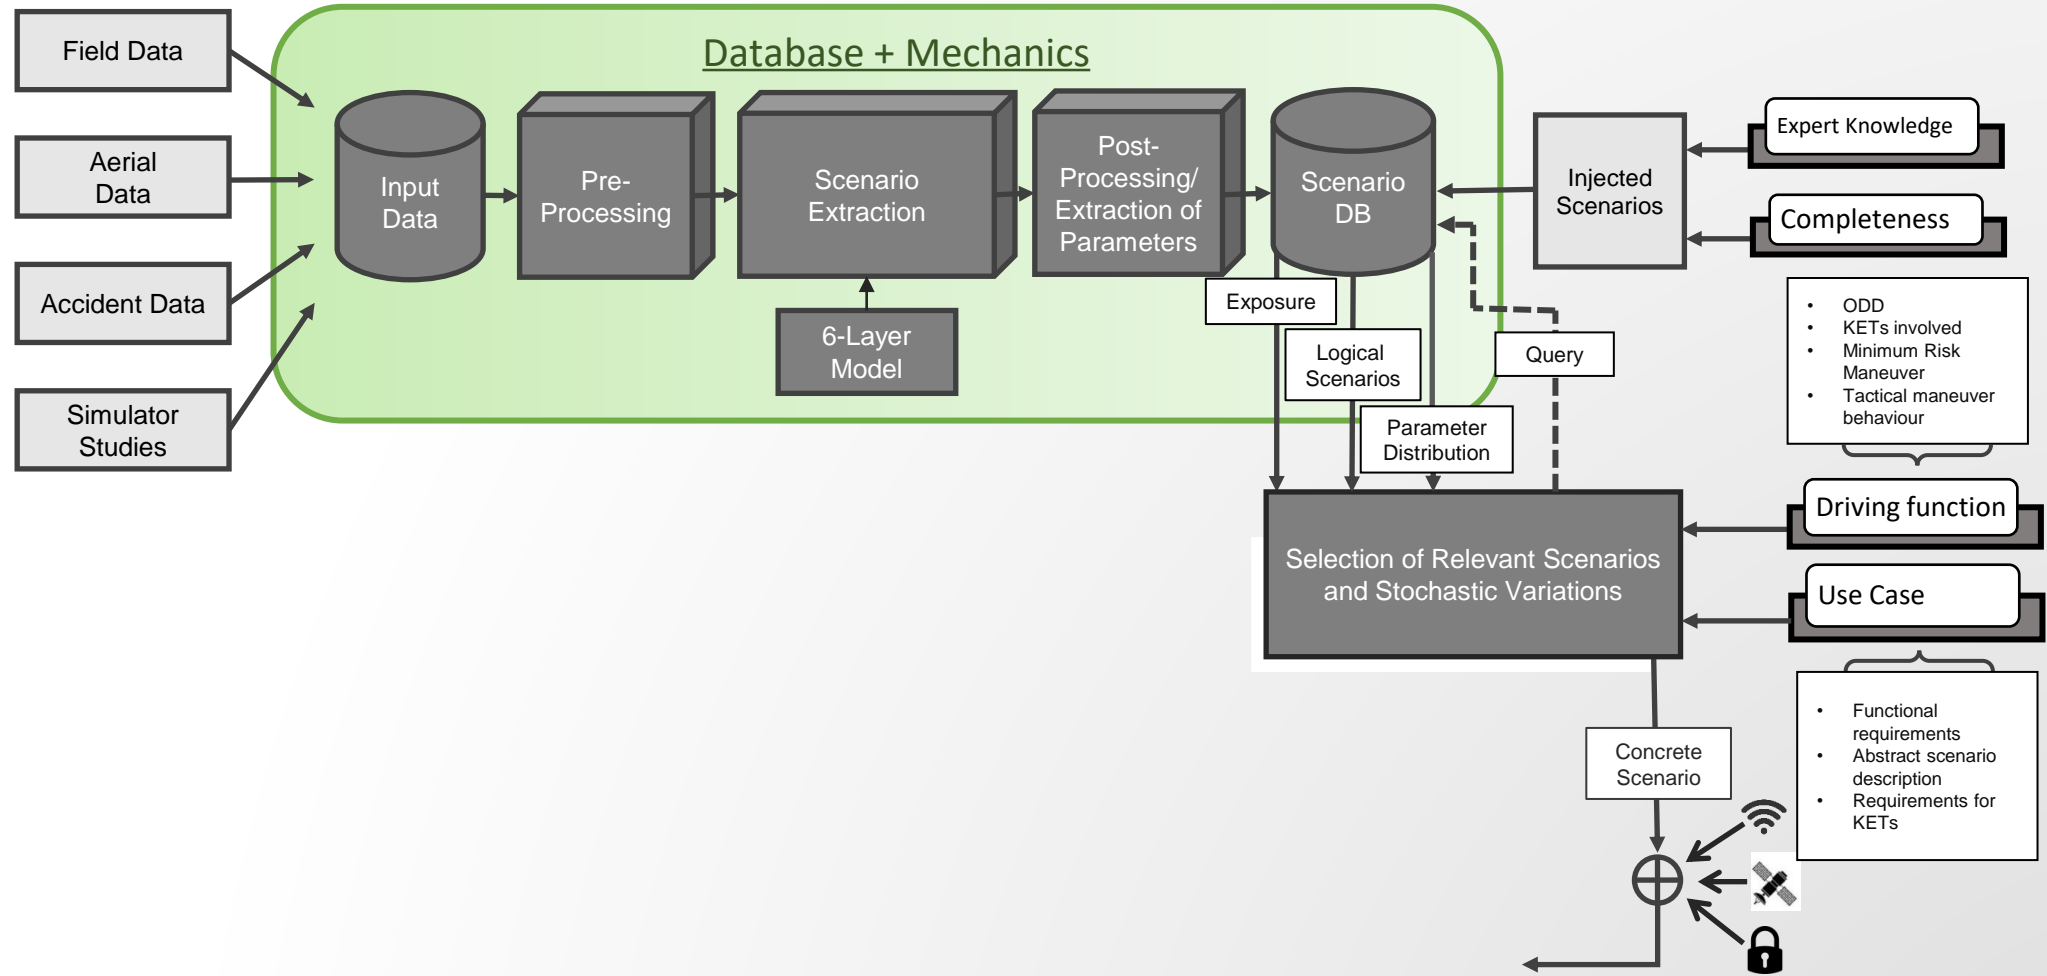 Database + Mechanics
Field Data
Aerial
Data
Accident Data
Simulator
Studies
Input
Data
Pre-
Processing
Scenario
Extraction
6-Layer
Model
Post-
Processing/
Extraction of
Parameters
Scenario
DB
Injected
Scenarios
Expert Knowledge
Completeness
Exposure
Logical
Scenarios
Parameter
Distribution
Query
• ODD
• KETs involved
• Minimum Risk
Maneuver
• Tactical maneuver
behaviour
Driving function
Use Case
Selection of Relevant Scenarios
and Stochastic Variations
• Functional
requirements
• Abstract scenario
description
• Requirements for
KETs
Concrete
Scenario